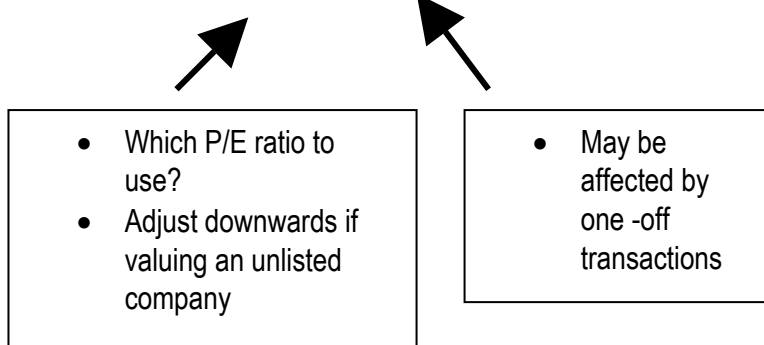 • Which P/E ratio to
use?
• Adjust downwards if
valuing an unlisted
company
• May be
affected by
one -off
transactions